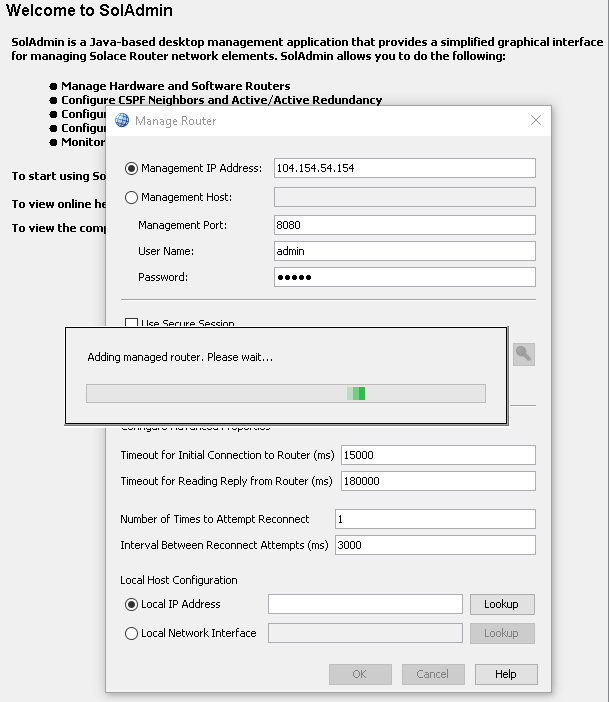 Welcome to SolAdmin
SolAdmin is a Java-based desktop management application that provides a simplified graphical interface
for managing Solace Router network elements. SolAdmin allows you to do the following:
● Manage Hardware and Software Routers
● Configure CSPF Neighbors and Active/Active Redundancy
● Configu
● Configu
● Monitor
To start using So
To view online he
To view the comp
Manage Router
Management IP Address: 104.154.54.154
Management Host:
Management Port: 8080
User Name: admin
Password: ●●●●●
Use Secure Session
Adding managed router. Please wait...
Configure Advanced Properties
Timeout for Initial Connection to Router (ms) 15000
Timeout for Reading Reply from Router (ms) 180000
Number of Times to Attempt Reconnect 1
Interval Between Reconnect Attempts (ms) 3000
Local Host Configuration
Local IP Address Lookup
Local Network Interface Lookup
OK Cancel Help